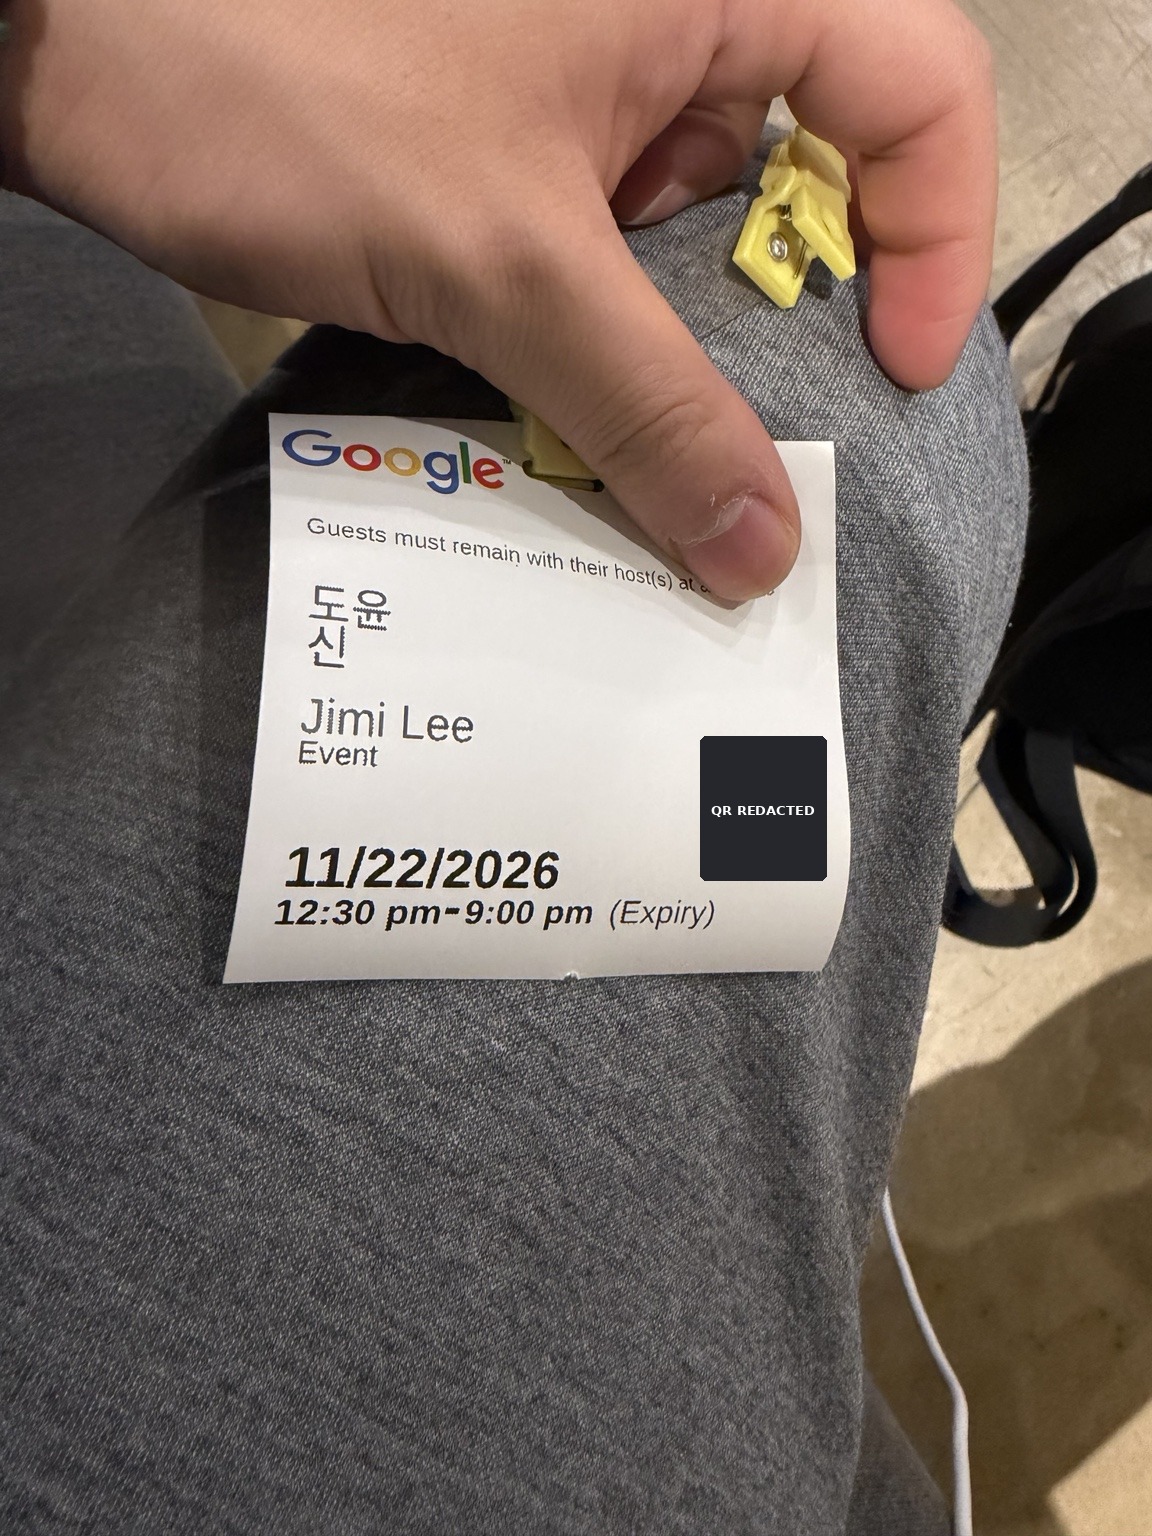 Google
Guests must remain with their host(s) at
도윤
신
Jimi Lee
Event
QR REDACTED
11/22/2026
12:30 pm-9:00 pm (Expiry)